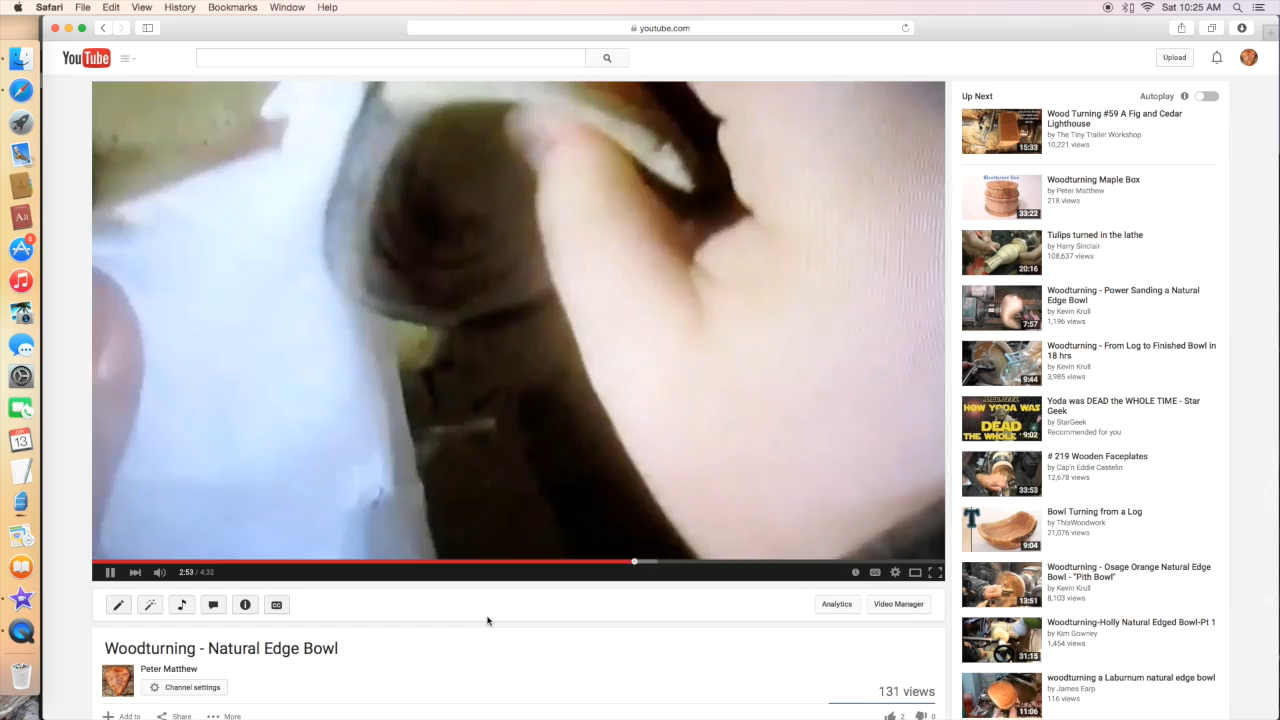 Safari File Edit View History Bookmarks Window Help
Sat 10:25 AM
youtube.com
YouTube
Upload
Up Next
Autoplay
Wood Turning #59 A Fig and Cedar
Lighthouse
by The Tiny Trailer Workshop
10,221 views
15:33
Woodturning Maple Box
by Peter Matthew
218 views
33:22
Tulips turned in the lathe
by Harry Sinclair
108,637 views
20:16
Woodturning - Power Sanding a Natural
Edge Bowl
by Kevin Krull
1,196 views
7:57
Woodturning - From Log to Finished Bowl in
18 hrs
by Kevin Krull
3,985 views
9:44
Yoda was DEAD the WHOLE TIME - Star
Geek
by StarGeek
Recommended for you
HOW YODA WAS
DEAD
THE WHOLE
9:02
# 219 Wooden Faceplates
by Cap'n Eddie Castelin
12,678 views
33:53
Bowl Turning from a Log
by ThisWoodwork
21,076 views
9:04
Woodturning - Osage Orange Natural Edge
Bowl - "Pith Bowl"
by Kevin Krull
8,103 views
13:51
Woodturning-Holly Natural Edged Bowl-Pt 1
by Kim Gowney
1,454 views
31:15
woodturning a Laburnum natural edge bowl
by James Earp
116 views
11:06
2:53 / 4:32
Analytics
Video Manager
Woodturning - Natural Edge Bowl
Peter Matthew
Channel settings
131 views
Add to Share More
2 0
Aa
13